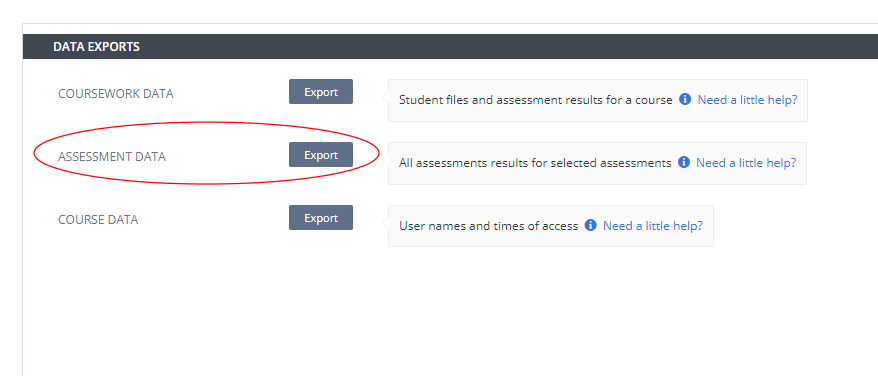 DATA EXPORTS
COURSEWORK DATA Export Student files and assessment results for a course Need a little help?
ASSESSMENT DATA Export All assessments results for selected assessments Need a little help?
COURSE DATA Export User names and times of access Need a little help?